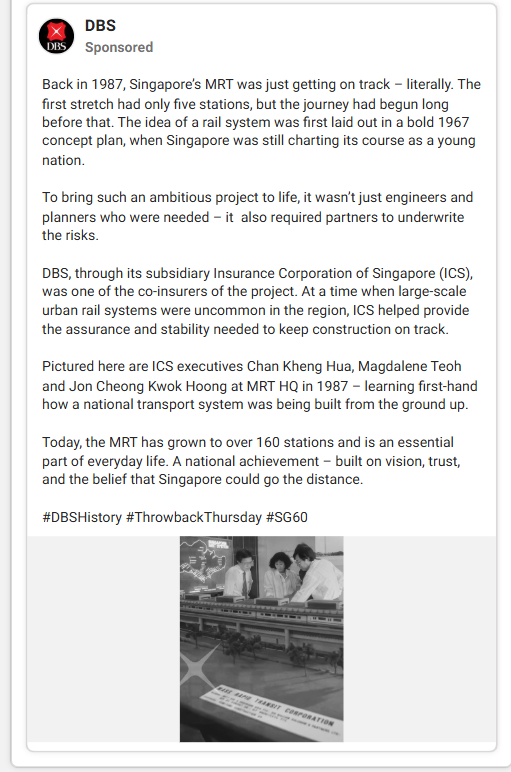 DBS
DBS
Sponsored
Back in 1987, Singapore’s MRT was just getting on track – literally. The
first stretch had only five stations, but the journey had begun long
before that. The idea of a rail system was first laid out in a bold 1967
concept plan, when Singapore was still charting its course as a young
nation.
To bring such an ambitious project to life, it wasn’t just engineers and
planners who were needed – it  also required partners to underwrite
the risks.
DBS, through its subsidiary Insurance Corporation of Singapore (ICS),
was one of the co-insurers of the project. At a time when large-scale
urban rail systems were uncommon in the region, ICS helped provide
the assurance and stability needed to keep construction on track.
Pictured here are ICS executives Chan Kheng Hua, Magdalene Teoh
and Jon Cheong Kwok Hoong at MRT HQ in 1987 – learning first-hand
how a national transport system was being built from the ground up.
Today, the MRT has grown to over 160 stations and is an essential
part of everyday life. A national achievement – built on vision, trust,
and the belief that Singapore could go the distance.
#DBSHistory #ThrowbackThursday #SG60
MASS RAPID TRANSIT CORPORATION